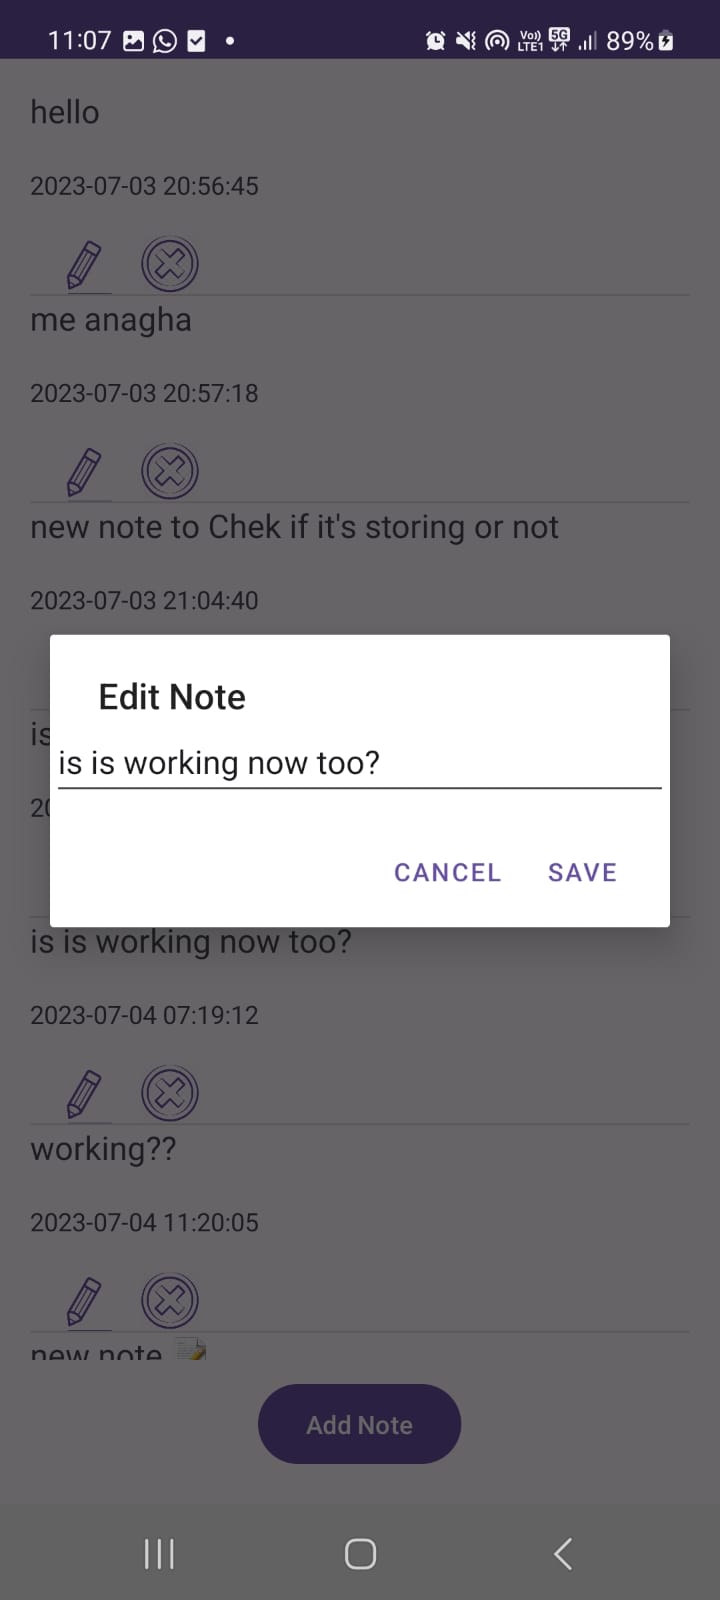 11:07 Vo)) LTE1 5G 89%
hello
2023-07-03 20:56:45
me anagha
2023-07-03 20:57:18
new note to Chek if it's storing or not
2023-07-03 21:04:40
Edit Note
is
is is working now too?
20
CANCEL SAVE
is is working now too?
2023-07-04 07:19:12
working??
2023-07-04 11:20:05
new note
Add Note